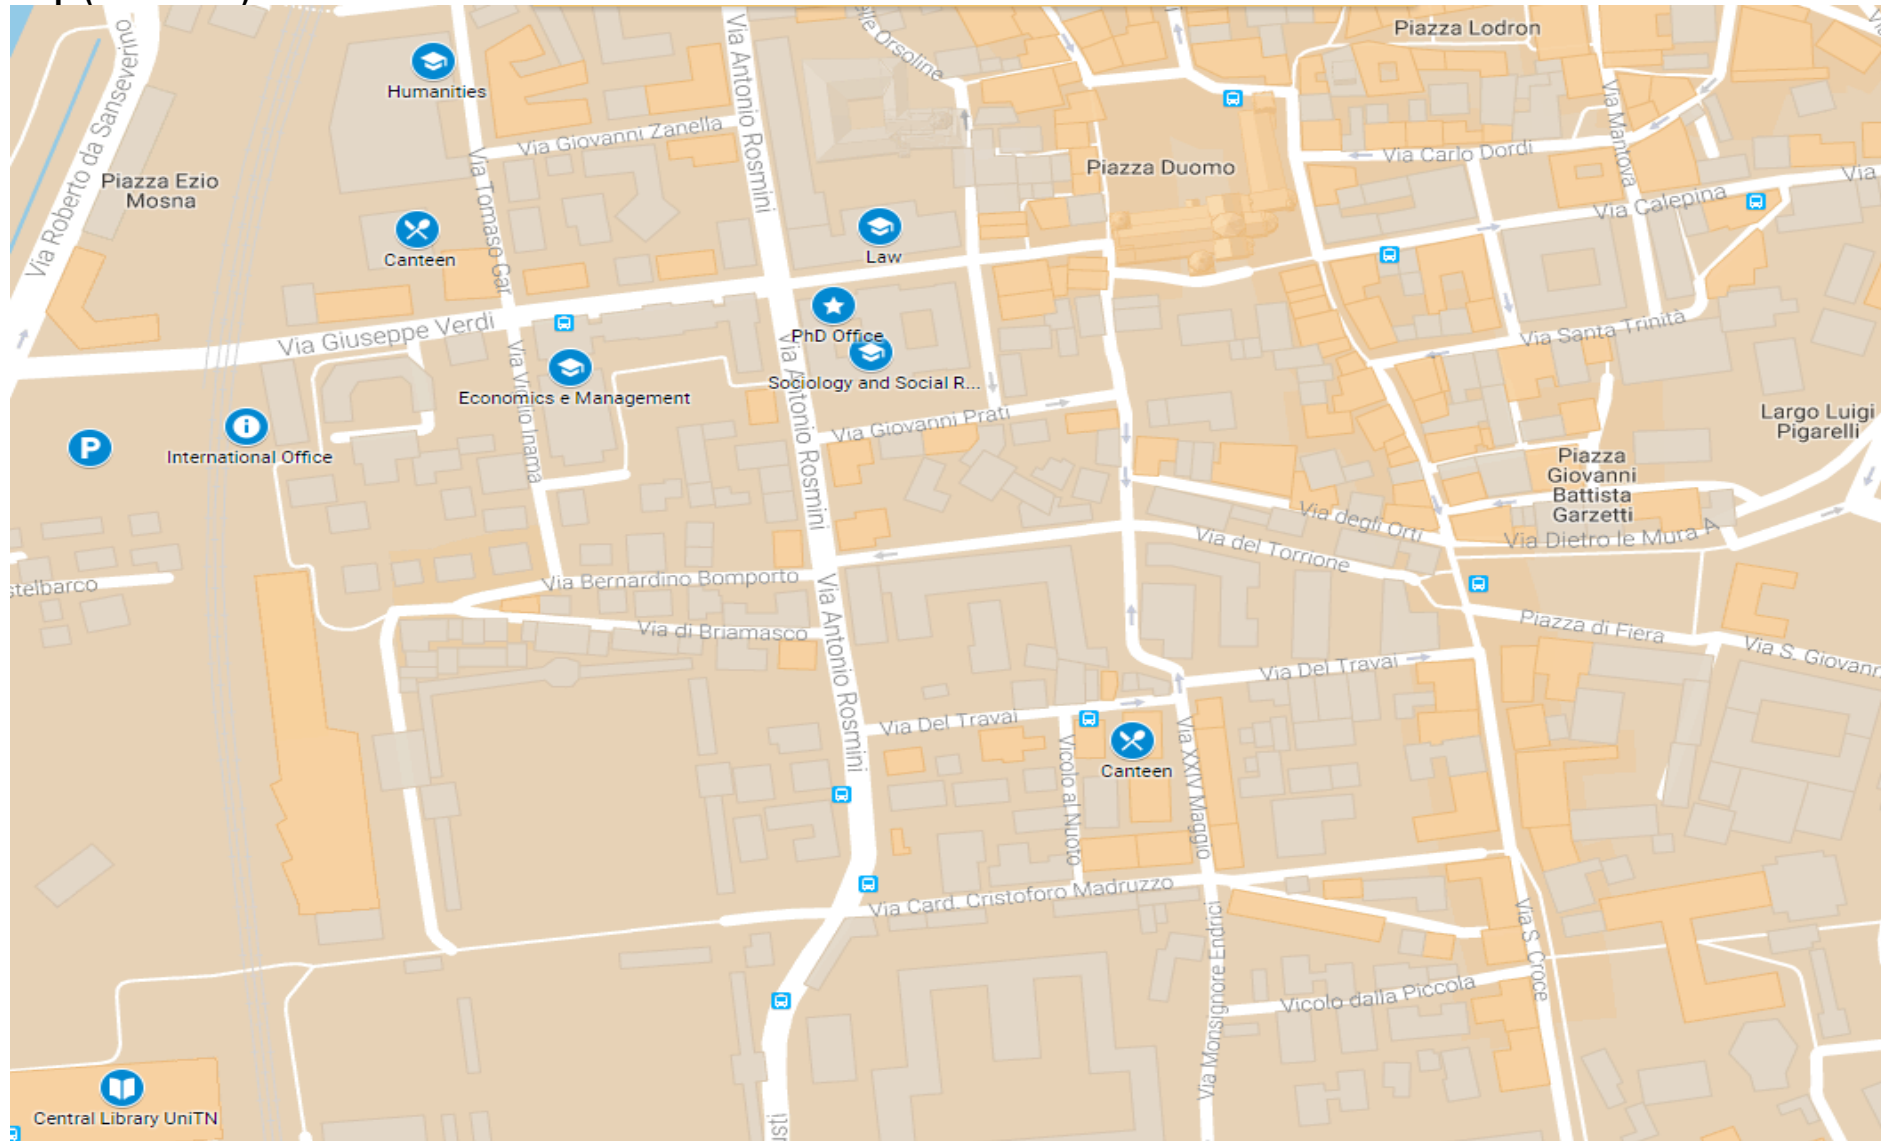 Via Roberto da Sanseverino
Humanities
Via Antonio Rosmini
Orsoline
Piazza Lodron
Via Giovanni Zanella
Via Mantova
Via Carlo Dordi
Piazza Duomo
Piazza Ezio
Mosna
Via Tomaso Gar
Via
Via Calepina
Canteen
Law
PhD Office
Via Giuseppe Verdi
Via Santa Trinità
Economics e Management
Sociology and Social R...
Via Antonio Rosmini
Via Giovanni Prati
Largo Luigi
Pigarelli
P
International Office
Piazza
Giovanni
Battista
Garzetti
Via degli Orti
Via Dietro le Mura A
Via del Torrione
stelbarco
Via Bernardino Bomporto
Via di Briamasco
Via Antonio Rosmini
Piazza di Fiera
Via S. Giovann
Via Del Travai
Via Del Travai
Canteen
Vicolo al Nuoto
Via XXIV Maggio
Via Card. Cristoforo Madruzzo
Via Monsignore Endrici
Via S. Croce
Vicolo dalla Piccola
Central Library UniTN